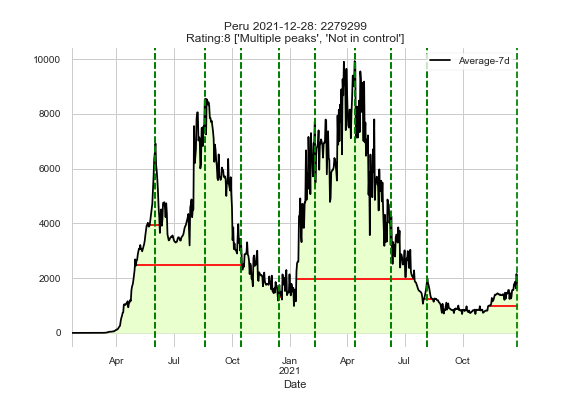 Peru 2021-12-28: 2279299
Rating:8 ['Multiple peaks', 'Not in control']
Average-7d
10000
8000
6000
4000
2000
0
Apr Jul Oct Jan Apr Jul Oct
2021
Date